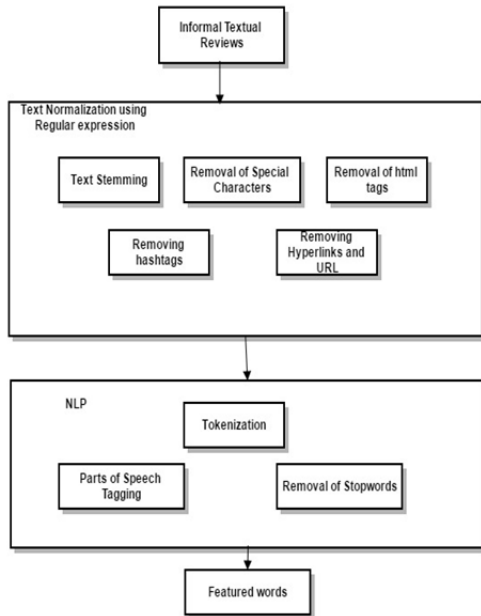 Informal Textual
Reviews
Text Normalization using
Regular expression
Text Stemming
Removal of Special
Characters
Removal of html
tags
Removing
hashtags
Removing
Hyperlinks and
URL
NLP
Tokenization
Parts of Speech
Tagging
Removal of Stopwords
Featured words